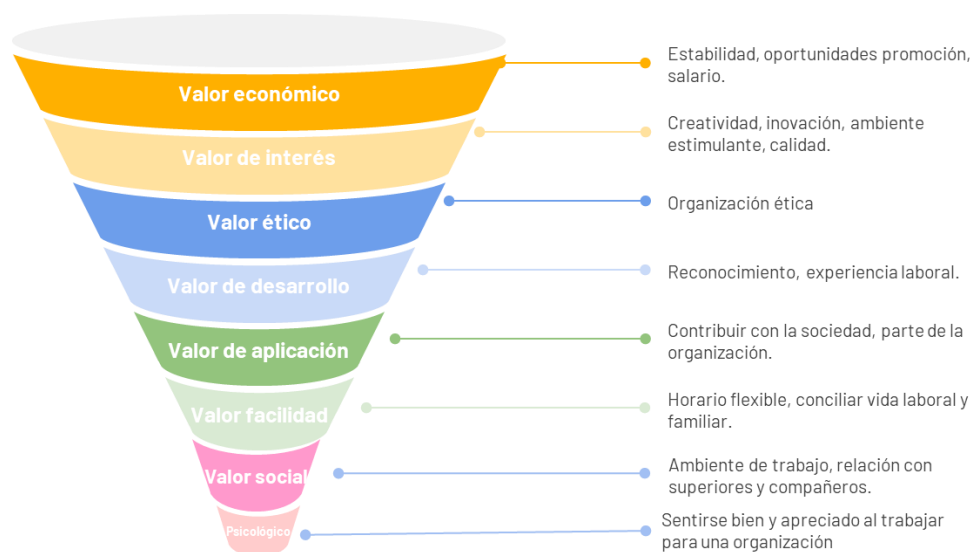 Valor económico
Estabilidad, oportunidades promoción,
salario.
Valor de interés
Creatividad, inovación, ambiente
estimulante, calidad.
Valor ético
Organización ética
Valor de desarrollo
Reconocimiento, experiencia laboral.
Valor de aplicación
Contribuir con la sociedad, parte de la
organización.
Valor facilidad
Horario flexible, conciliar vida laboral y
familiar.
Valor social
Ambiente de trabajo, relación con
superiores y compañeros.
Psicológico
Sentirse bien y apreciado al trabajar
para una organización